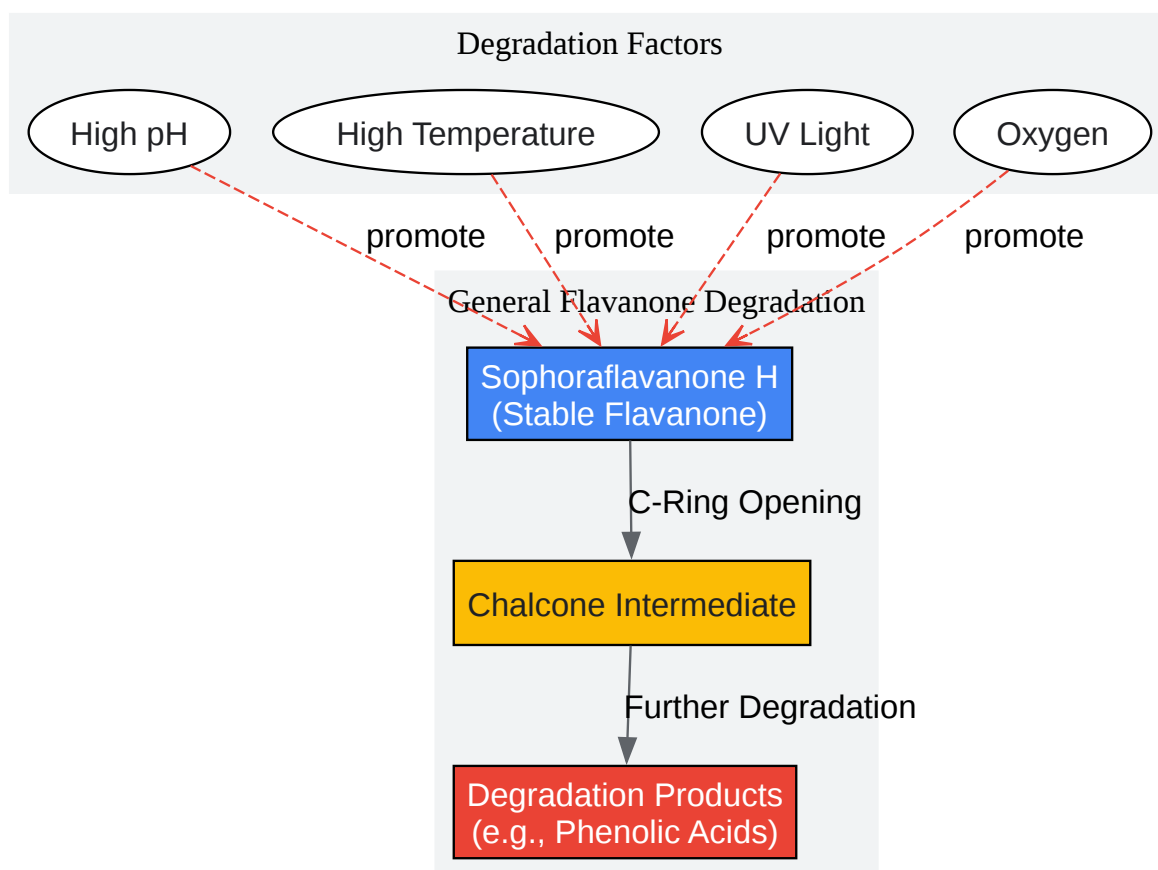 Degradation Factors
High pH
High Temperature
UV Light
Oxygen
promote
promote
promote
promote
General Flavanone Degradation
Sophoraflavanone H
(Stable Flavanone)
C-Ring Opening
Chalcone Intermediate
Further Degradation
Degradation Products
(e.g., Phenolic Acids)